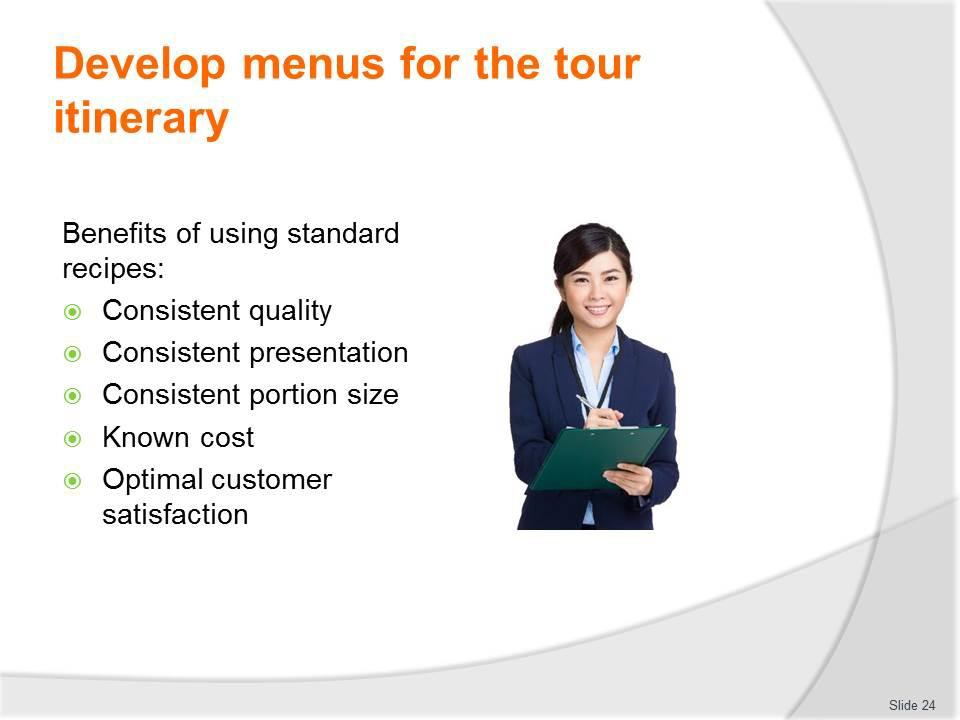 Develop menus for the tour
itinerary
Benefits of using standard
recipes:
Consistent quality
Consistent presentation
Consistent portion size
Known cost
Optimal customer
satisfaction
Slide 24